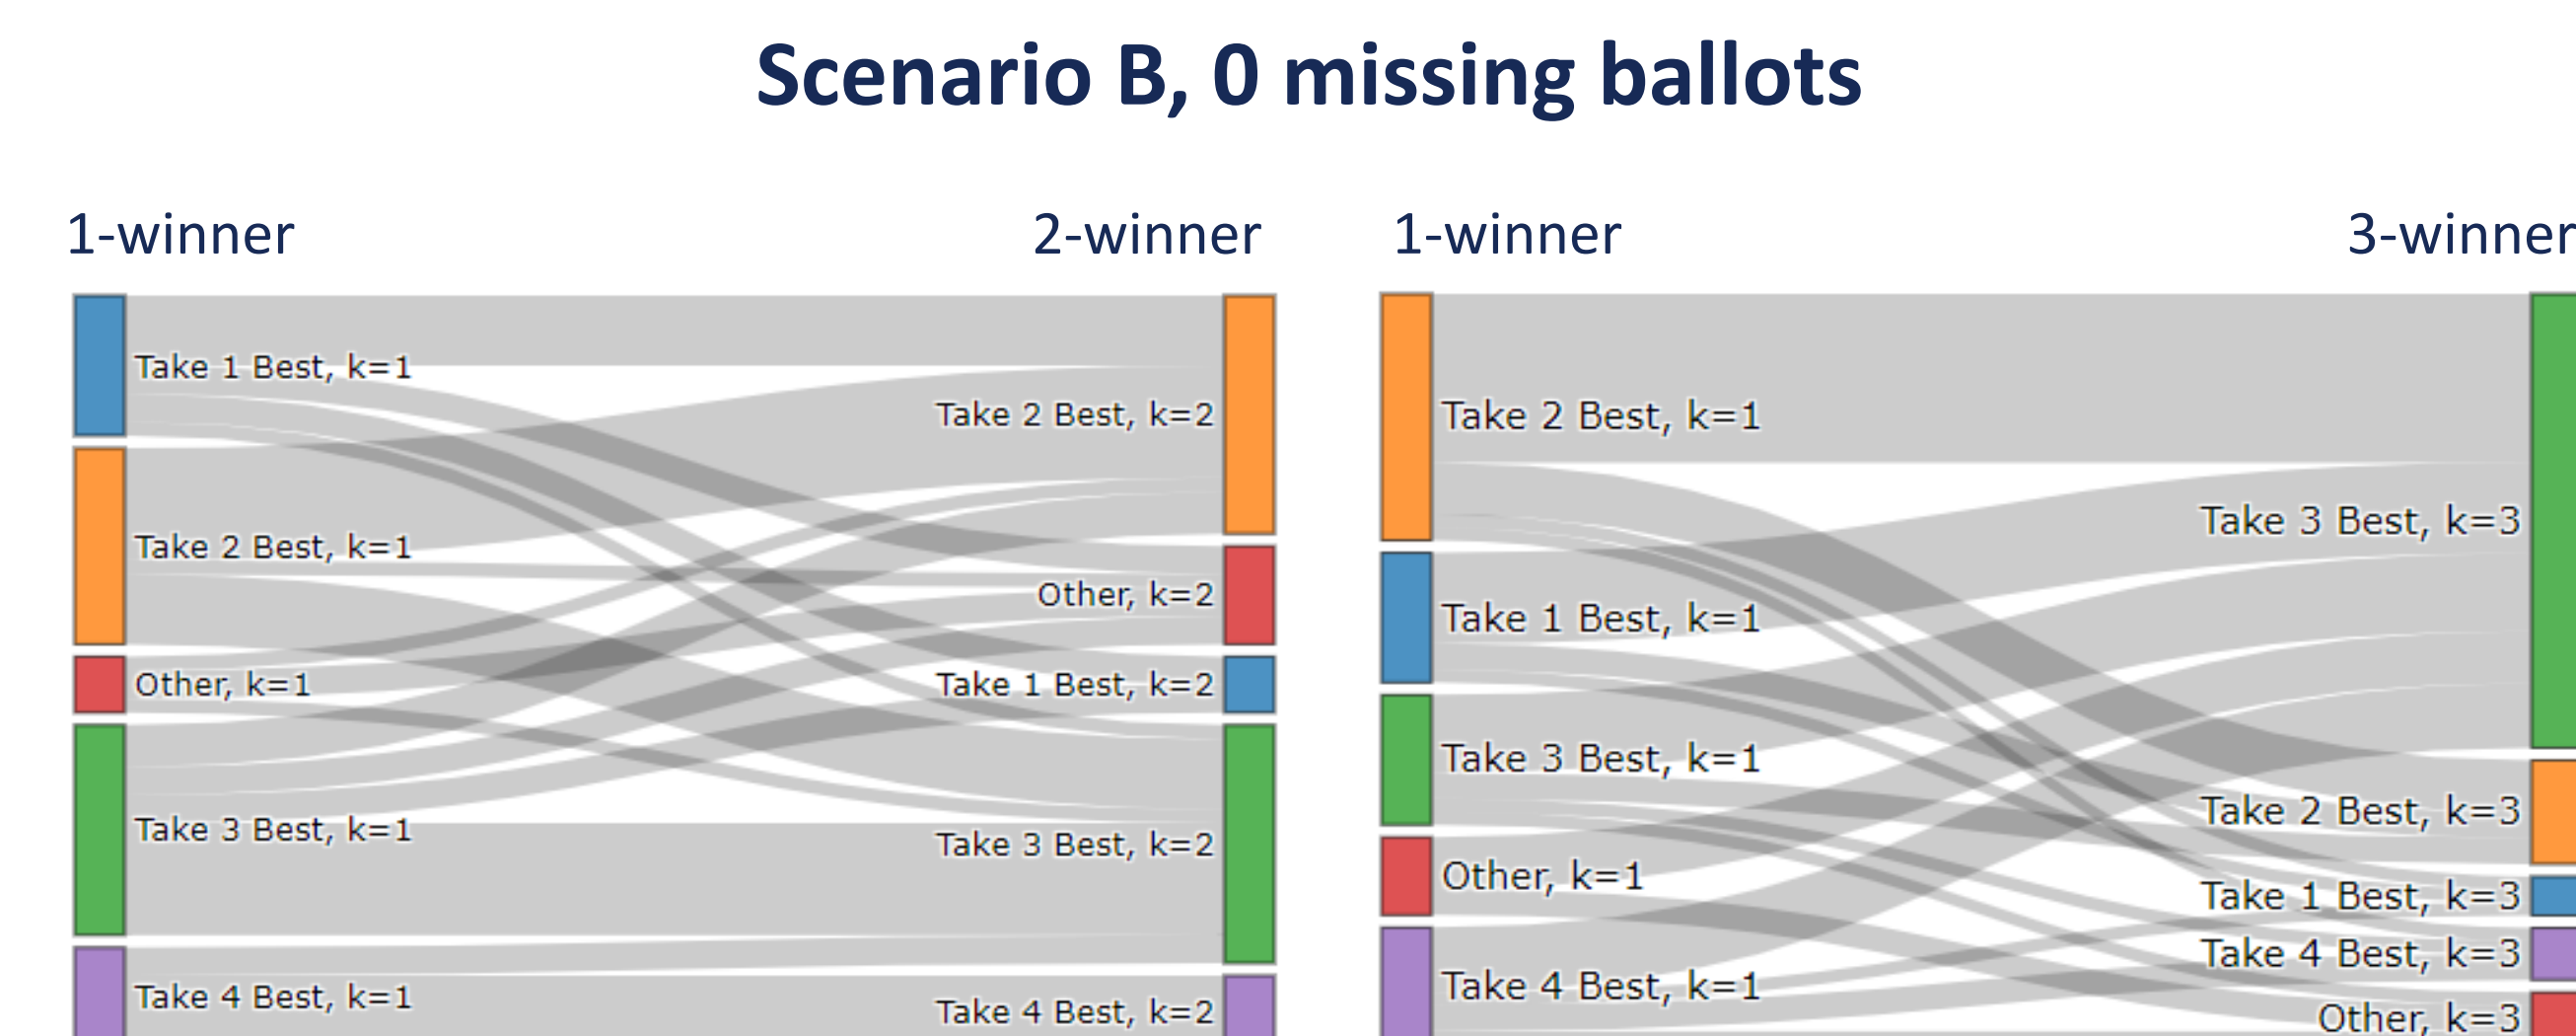 Scenario B, 0 missing ballots
1-winner
2-winner
Take 1 Best, k=1
Take 2 Best, k=1
Other, k=1
Take 3 Best, k=1
Take 4 Best, k=1
Take 2 Best, k=2
Other, k=2
Take 1 Best, k=2
Take 3 Best, k=2
Take 4 Best, k=2
1-winner
3-winner
Take 2 Best, k=1
Take 1 Best, k=1
Take 3 Best, k=1
Other, k=1
Take 4 Best, k=1
Take 3 Best, k=3
Take 2 Best, k=3
Take 1 Best, k=3
Take 4 Best, k=3
Other, k=3